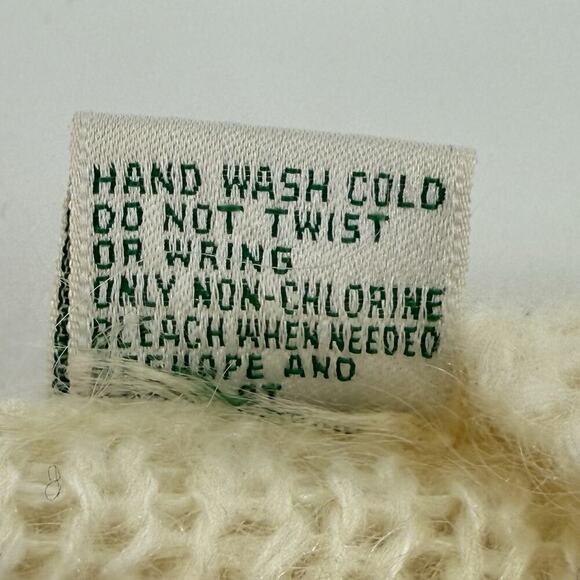 HAND WASH COLD
DO NOT TWIST
OR WRING
ONLY NON-CHLORINE
BLEACH WHEN NEEDED
RESHAPE AND